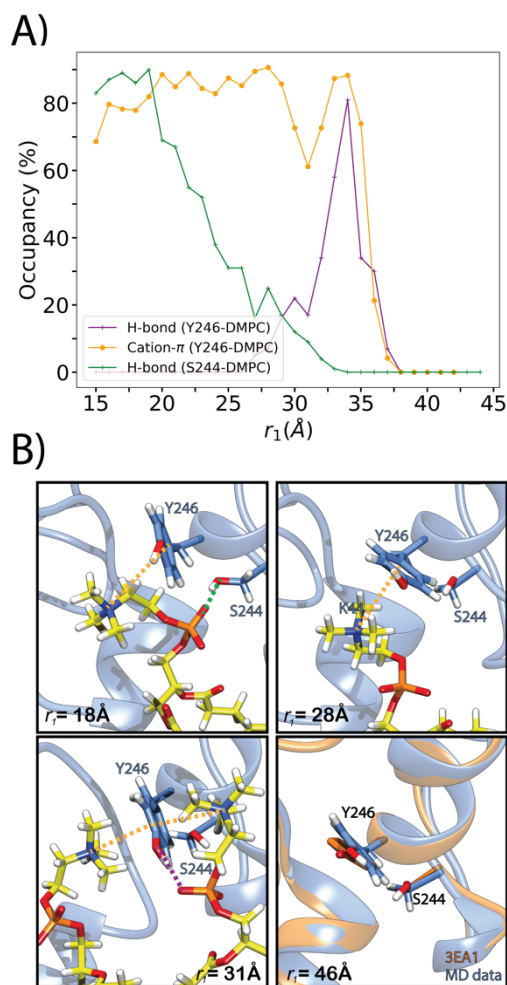 A)
Occupancy (%)
80
60
40
20
0
H-bond (Y246-DMPC)
Cation-π (Y246-DMPC)
H-bond (S244-DMPC)
15 20 25 30 35 40 45
r₁(Å)
B)
Y246
S244
r₁= 18Å
Y246
K44
S244
r₁= 28Å
Y246
S244
r₁= 31Å
Y246
S244
3EA1
MD data
r₁= 46Å